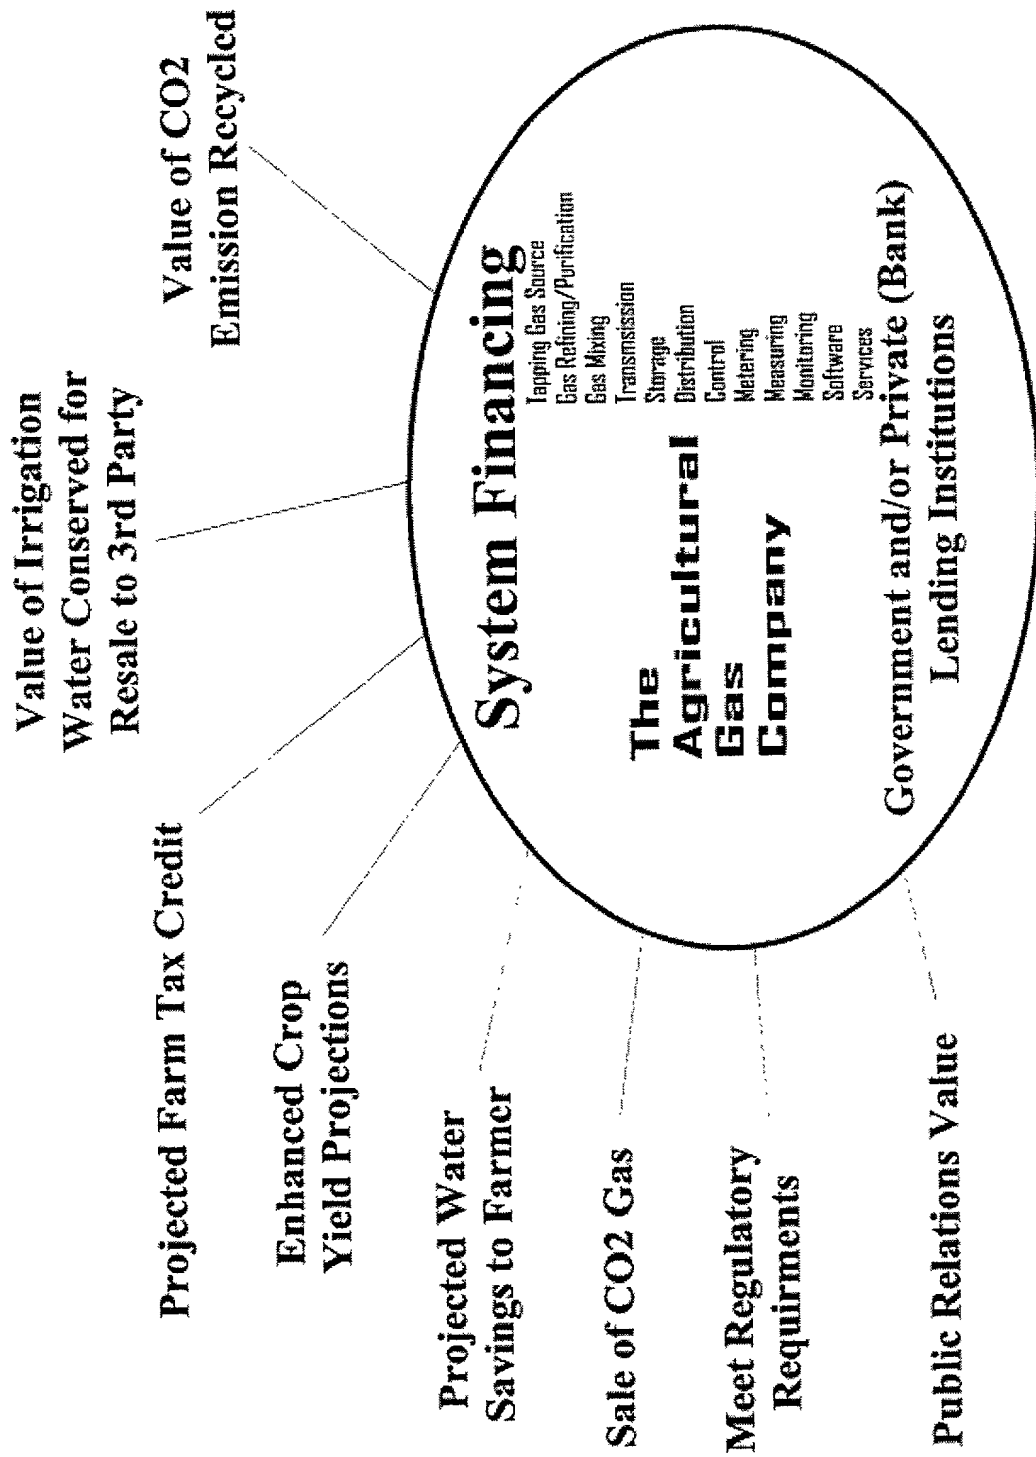 Value of Irrigation
Water Conserved for
Resale to 3rd Party
Projected Farm Tax Credit
Value of CO2
Emission Recycled
Enhanced Crop
Yield Projections
Projected Water
Savings to Farmer
Sale of CO2 Gas
Meet Regulatory
Requirments
Public Relations Value
System Financing
The
Agricultural
Gas
Company
Tapping Gas Source
Gas Refining/Purification
Gas Mixing
Transmsission
Storage
Distribution
Control
Metering
Measuring
Monitoring
Software
Services
Government and/or Private (Bank)
Lending Institutions